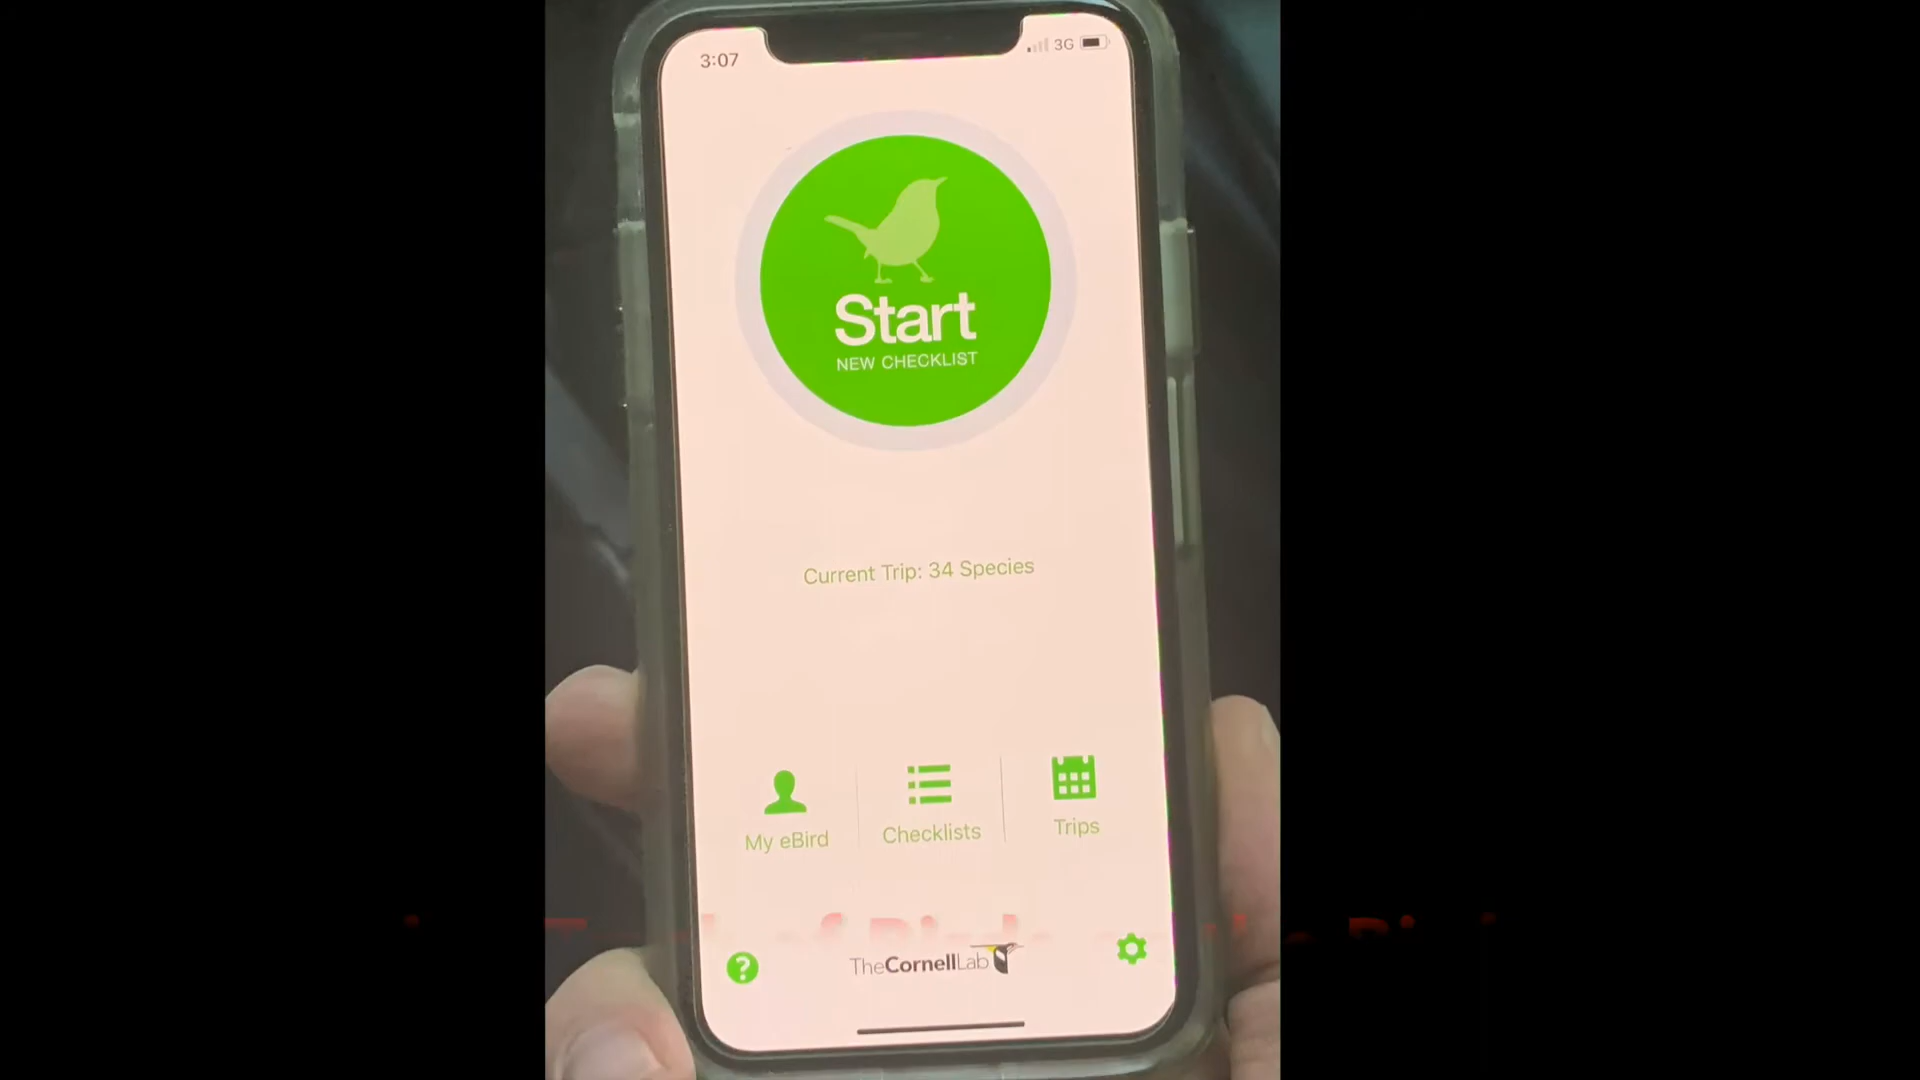 3:07
3G
Start
NEW CHECKLIST
Current Trip: 34 Species
My eBird
Checklists
Trips
?
TheCornellLab